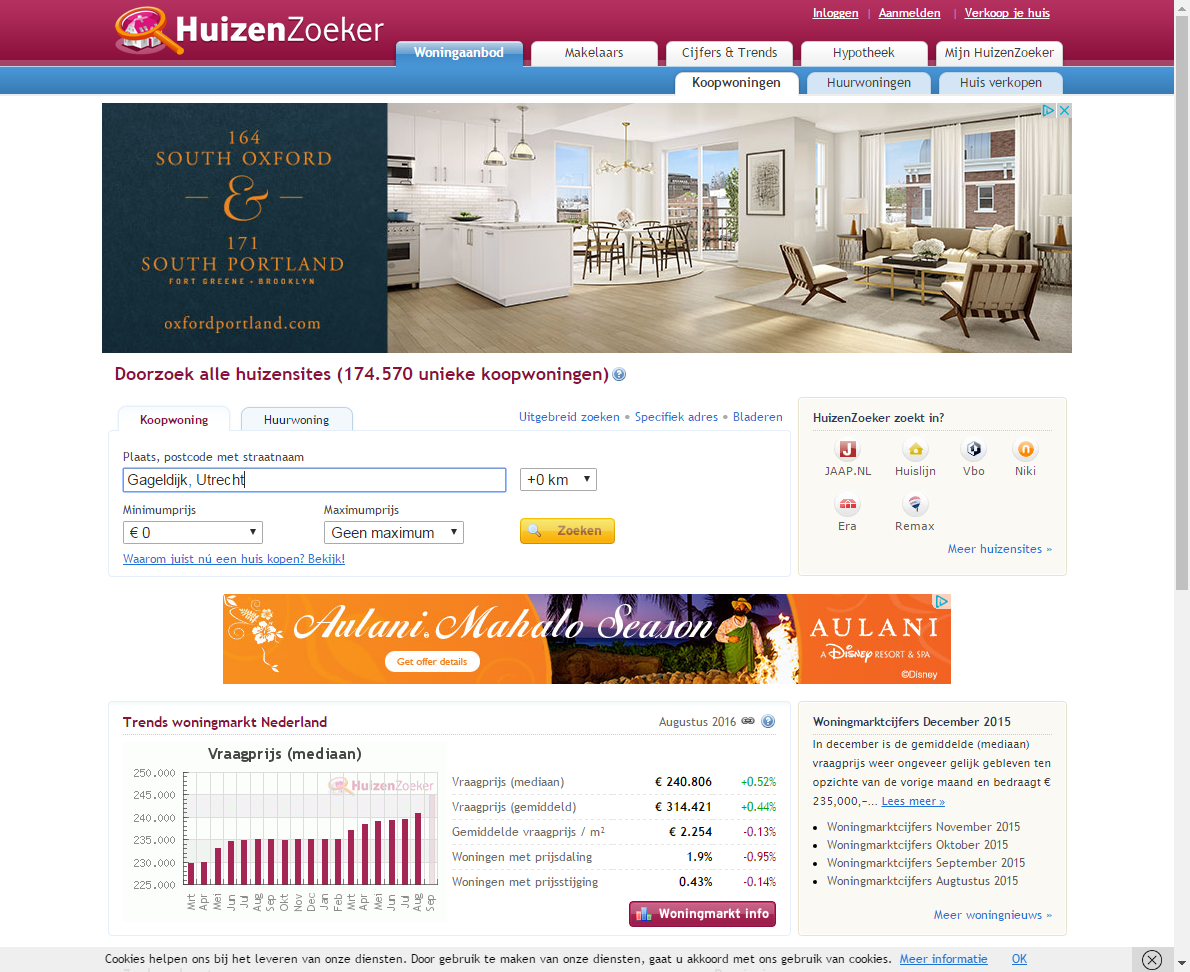 HuizenZoeker
Inloggen | Aanmelden | Verkoop je huis
Woningaanbod Makelaars Cijfers & Trends Hypotheek Mijn HuizenZoeker
Koopwoningen Huurwoningen Huis verkopen
164
SOUTH OXFORD
&
171
SOUTH PORTLAND
FORT GREENE • BROOKLYN
oxfordportland.com
Doorzoek alle huizensites (174.570 unieke koopwoningen)
Koopwoning Huurwoning
Uitgebreid zoeken • Specifiek adres • Bladeren
Plaats, postcode met straatnaam
Gageldijk, Utrecht
+0 km
Minimumprijs Maximumprijs
€ 0 Geen maximum Zoeken
Waarom juist nú een huis kopen? Bekijk!
HuizenZoeker zoekt in?
JAAP.NL Huislijn Vbo Niki
Era Remax
Meer huizensites »
Aulani. Mahalo Season
Get offer details
AULANI
A Disney RESORT & SPA
©Disney
Trends woningmarkt Nederland
Augustus 2016
Vraagprijs (mediaan)
HuizenZoeker
250.000
245.000
240.000
235.000
230.000
225.000
Mrt Apr Mei Jun Jul Aug Sep Okt Nov Dec Jan Feb Mrt Apr Mei Jun Jul Aug Sep
Vraagprijs (mediaan) € 240.806 +0.52%
Vraagprijs (gemiddeld) € 314.421 +0.44%
Gemiddelde vraagprijs / m² € 2.254 -0.13%
Woningen met prijsdaling 1.9% -0.95%
Woningen met prijsstijging 0.43% -0.14%
Woningmarkt info
Woningmarktcijfers December 2015
In december is de gemiddelde (mediaan)
vraagprijs weer ongeveer gelijk gebleven ten
opzichte van de vorige maand en bedraagt €
235,000,-... Lees meer »
• Woningmarktcijfers November 2015
• Woningmarktcijfers Oktober 2015
• Woningmarktcijfers September 2015
• Woningmarktcijfers Augtustus 2015
Meer woningnieuws »
Cookies helpen ons bij het leveren van onze diensten. Door gebruik te maken van onze diensten, gaat u akkoord met ons gebruik van cookies. Meer informatie OK